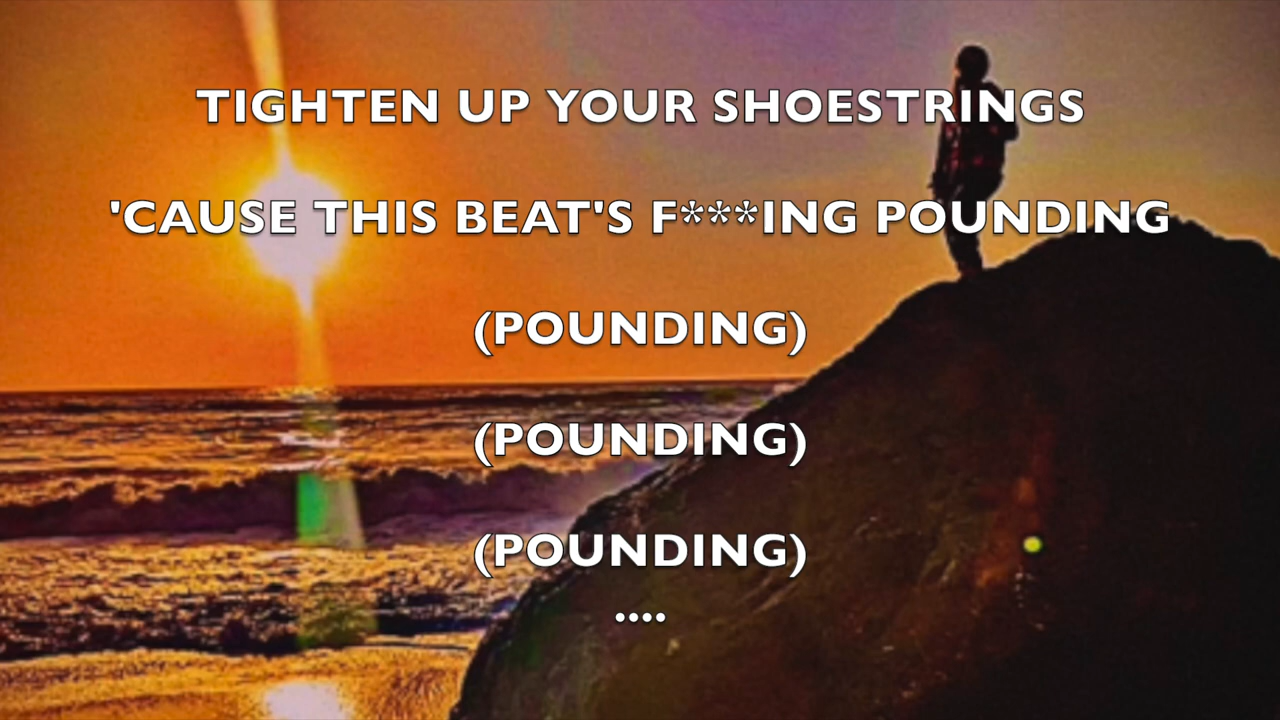 TIGHTEN UP YOUR SHOESTRINGS
'CAUSE THIS BEAT'S F***ING POUNDING
(POUNDING)
(POUNDING)
(POUNDING)
....